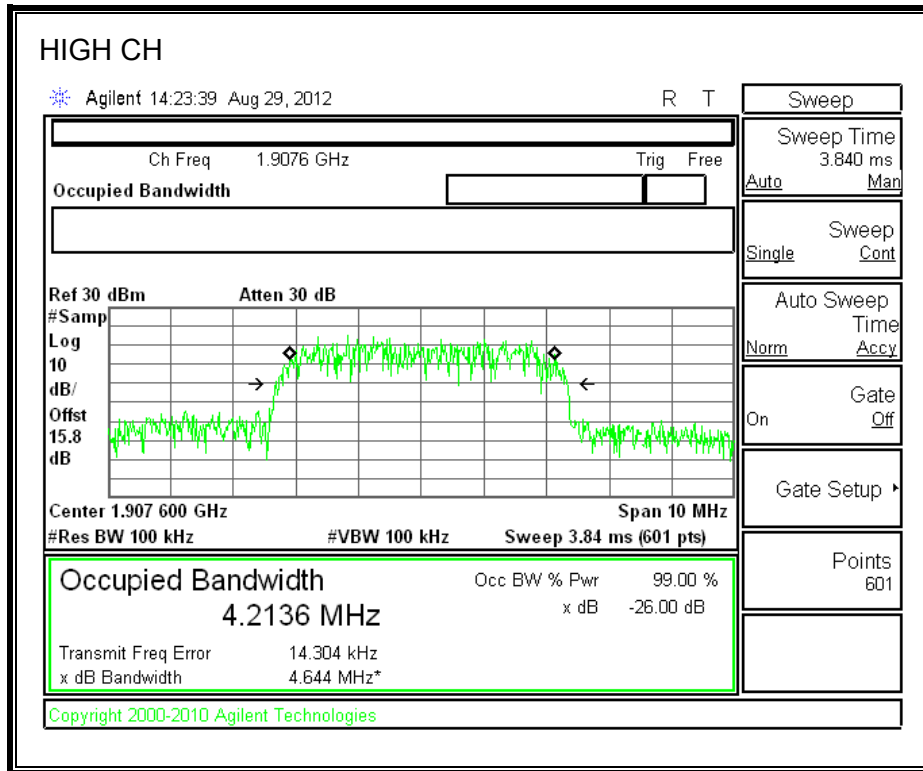 HIGH CH
Agilent 14:23:39 Aug 29, 2012 R T
Ch Freq 1.9076 GHz Trig Free
Occupied Bandwidth
Ref 30 dBm Atten 30 dB
#Samp
Log
10
dB/
Offst
15.8
dB
Center 1.907 600 GHz Span 10 MHz
#Res BW 100 kHz #VBW 100 kHz Sweep 3.84 ms (601 pts)
Occupied Bandwidth Occ BW % Pwr 99.00 %
4.2136 MHz x dB -26.00 dB
Transmit Freq Error 14.304 kHz
x dB Bandwidth 4.644 MHz*
Copyright 2000-2010 Agilent Technologies
Sweep
Sweep Time
3.840 ms
Auto Man
Sweep
Single Cont
Auto Sweep
Time
Norm Accy
Gate
On Off
Gate Setup
Points
601